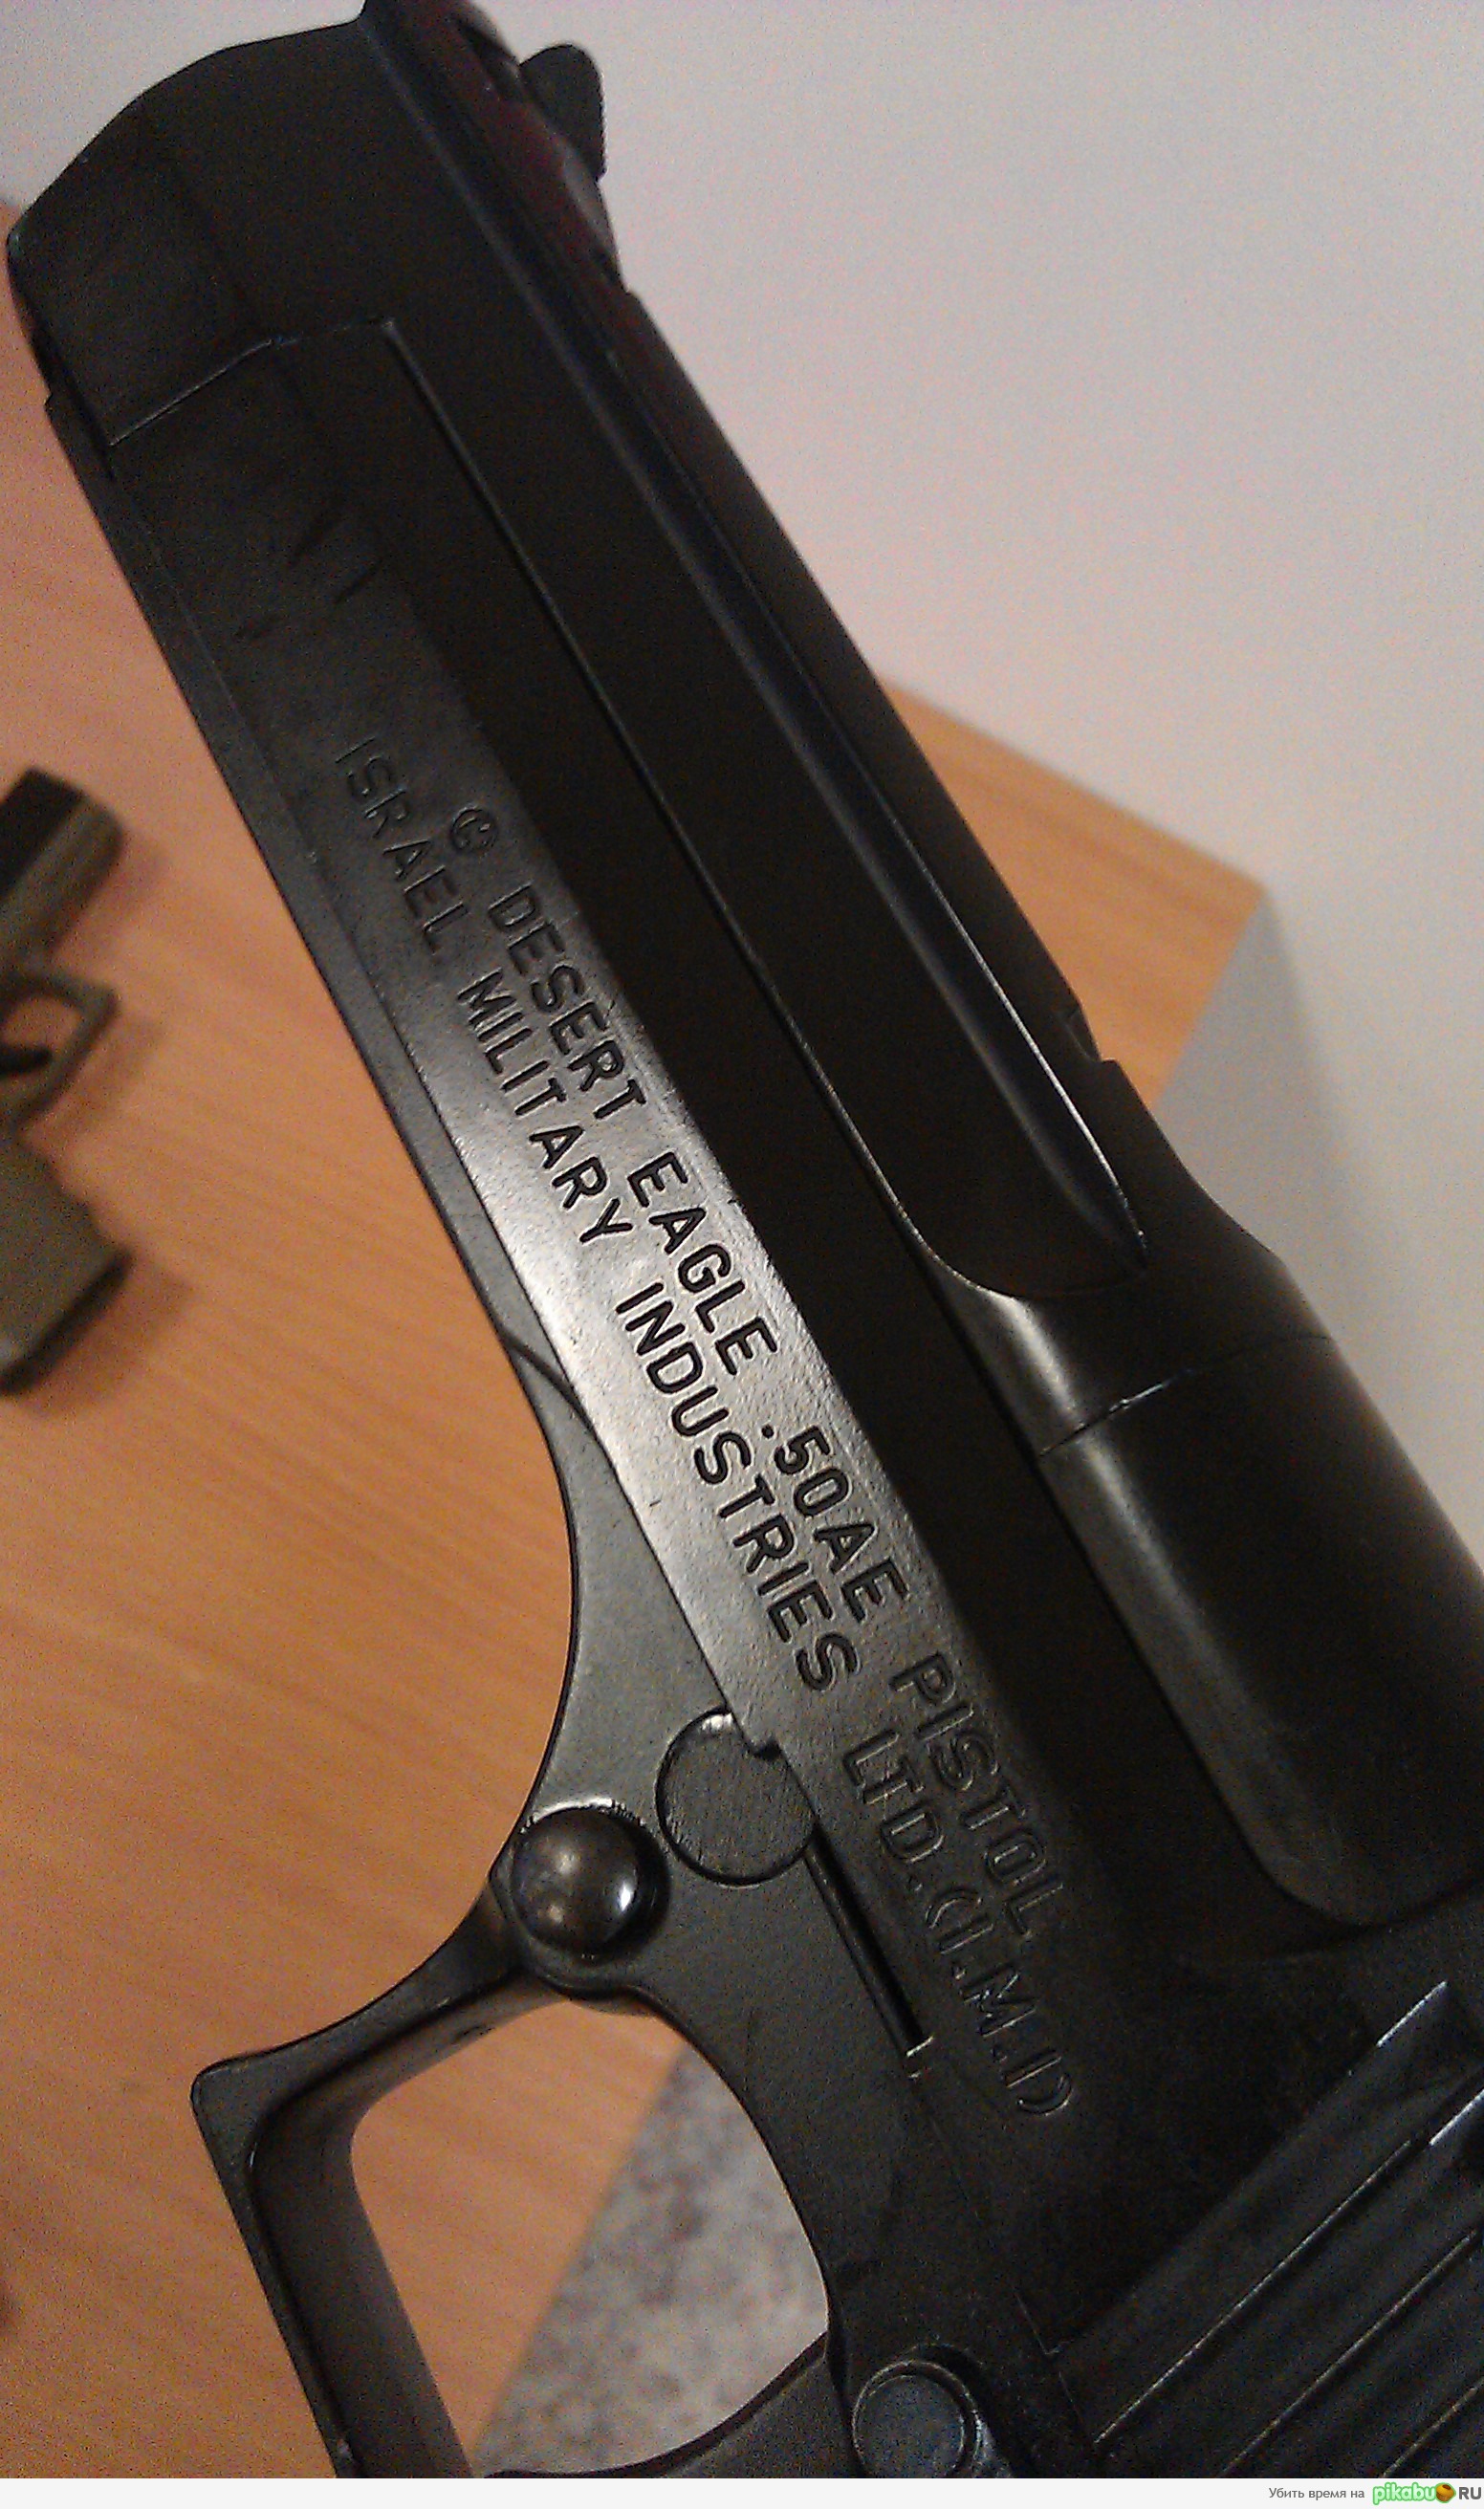 © DESERT EAGLE .50AE PISTOL
ISRAEL MILITARY INDUSTRIES LTD.(I.M.I)
Убить время на pikabu.RU